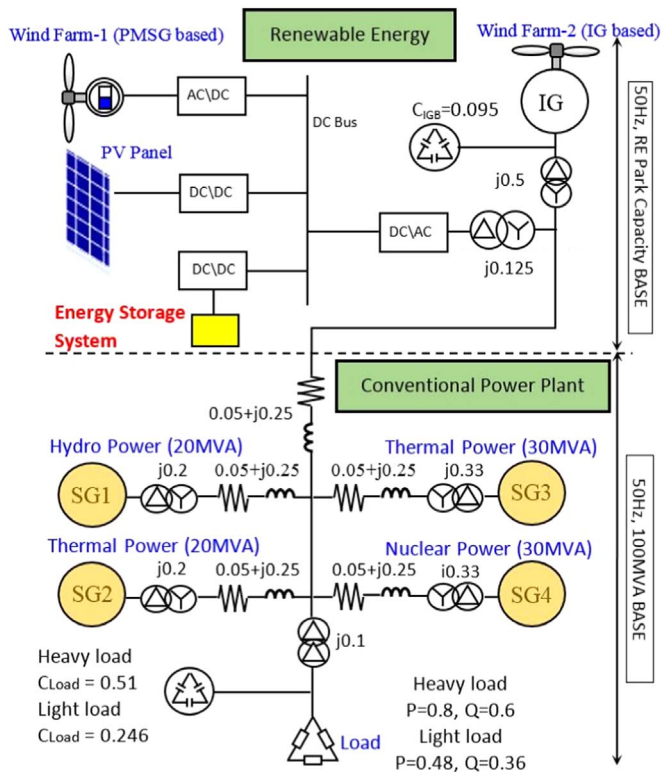 Renewable Energy
Wind Farm-1 (PMSG based)
Wind Farm-2 (IG based)
AC\DC
DC Bus
C_IGB=0.095
IG
PV Panel
DC\DC
j0.5
DC\AC
j0.125
DC\DC
Energy Storage
System
50Hz, RE Park Capacity BASE
Conventional Power Plant
0.05+j0.25
Hydro Power (20MVA)
Thermal Power (30MVA)
j0.2
0.05+j0.25
0.05+j0.25
j0.33
SG1
SG3
Thermal Power (20MVA)
Nuclear Power (30MVA)
j0.2
0.05+j0.25
0.05+j0.25
j0.33
SG2
SG4
j0.1
50Hz, 100MVA BASE
Heavy load
C_Load = 0.51
Light load
C_Load = 0.246
Heavy load
P=0.8, Q=0.6
Light load
P=0.48, Q=0.36
Load